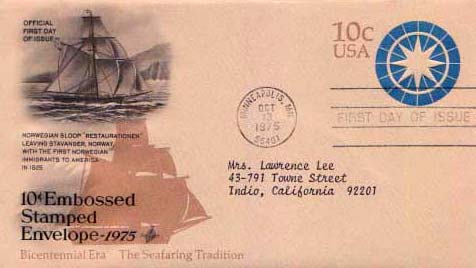 OFFICIAL
FIRST DAY
OF ISSUE
10c
USA
MINNEAPOLIS, MN
OCT
13
1975
55401
FIRST DAY OF ISSUE
NORWEGIAN SLOOP "RESTAURATIONEN"
LEAVING STAVANGER, NORWAY,
WITH THE FIRST NORWEGIAN
IMMIGRANTS TO AMERICA
IN 1825
Mrs. Lawrence Lee
43-791 Towne Street
Indio, California 92201
10¢ Embossed
Stamped
Envelope-1975
Bicentennial Era The Seafaring Tradition